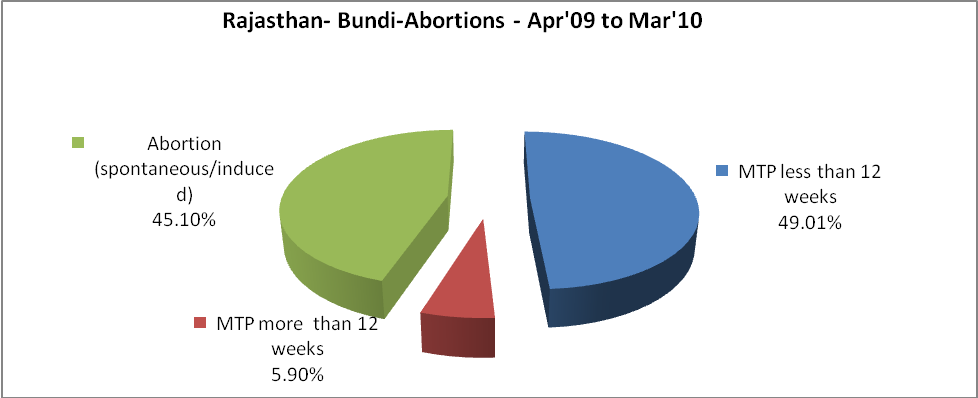 Rajasthan- Bundi-Abortions - Apr'09 to Mar'10
Abortion
(spontaneous/induce
d)
45.10%
MTP less than 12
weeks
49.01%
MTP more  than 12
weeks
5.90%